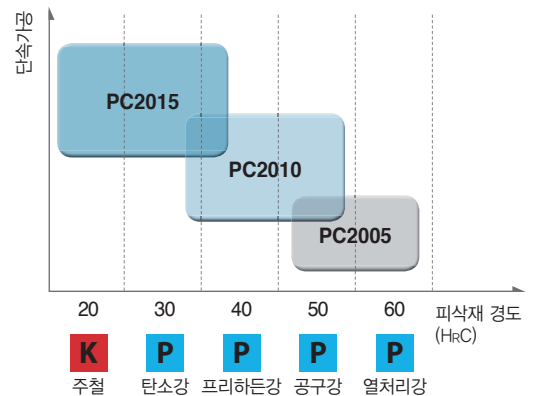 단속가공
PC2015
PC2010
PC2005
20 30 40 50 60 피삭재 경도
(HRC)
K P P P P
주철 탄소강 프리하든강 공구강 열처리강